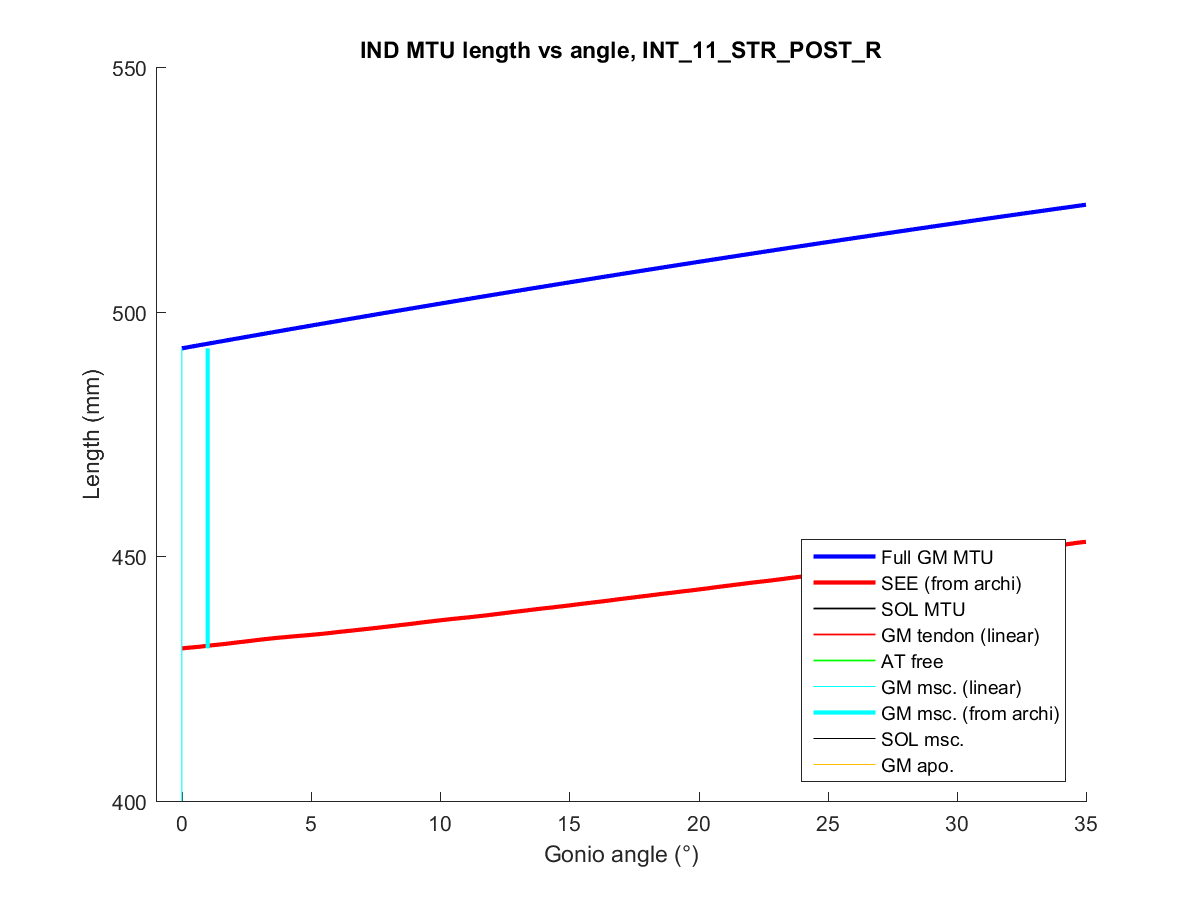 IND MTU length vs angle, INT_11_STR_POST_R
550
500
450
400
Length (mm)
0 5 10 15 20 25 30 35
Gonio angle (°)
Full GM MTU
SEE (from archi)
SOL MTU
GM tendon (linear)
AT free
GM msc. (linear)
GM msc. (from archi)
SOL msc.
GM apo.